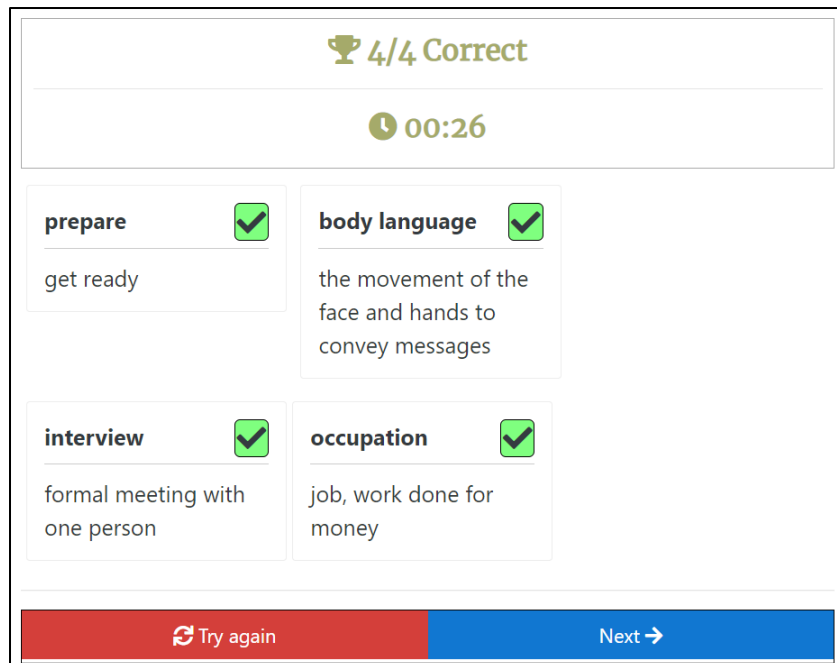 4/4 Correct
00:26
prepare
get ready
body language
the movement of the
face and hands to
convey messages
interview
formal meeting with
one person
occupation
job, work done for
money
Try again
Next